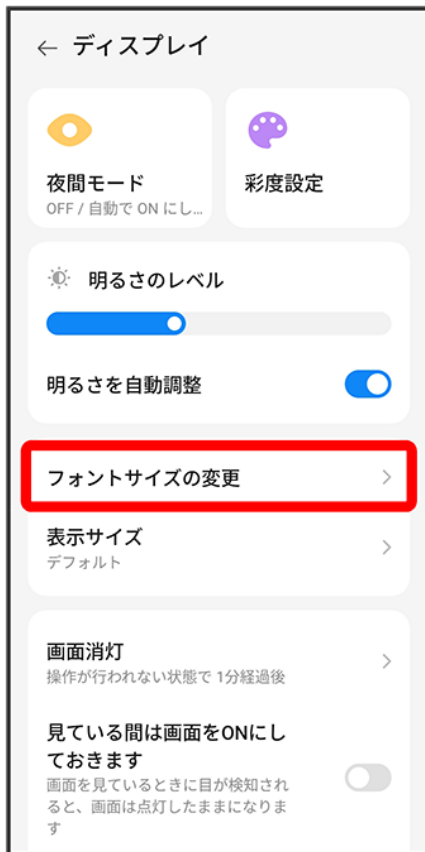 ← ディスプレイ
夜間モード
OFF / 自動で ON にし...
彩度設定
明るさのレベル
明るさを自動調整
フォントサイズの変更
表示サイズ
デフォルト
画面消灯
操作が行われない状態で 1分経過後
見ている間は画面をONにし
ておきます
画面を見ているときに目が検知され
ると、画面は点灯したままになりま
す